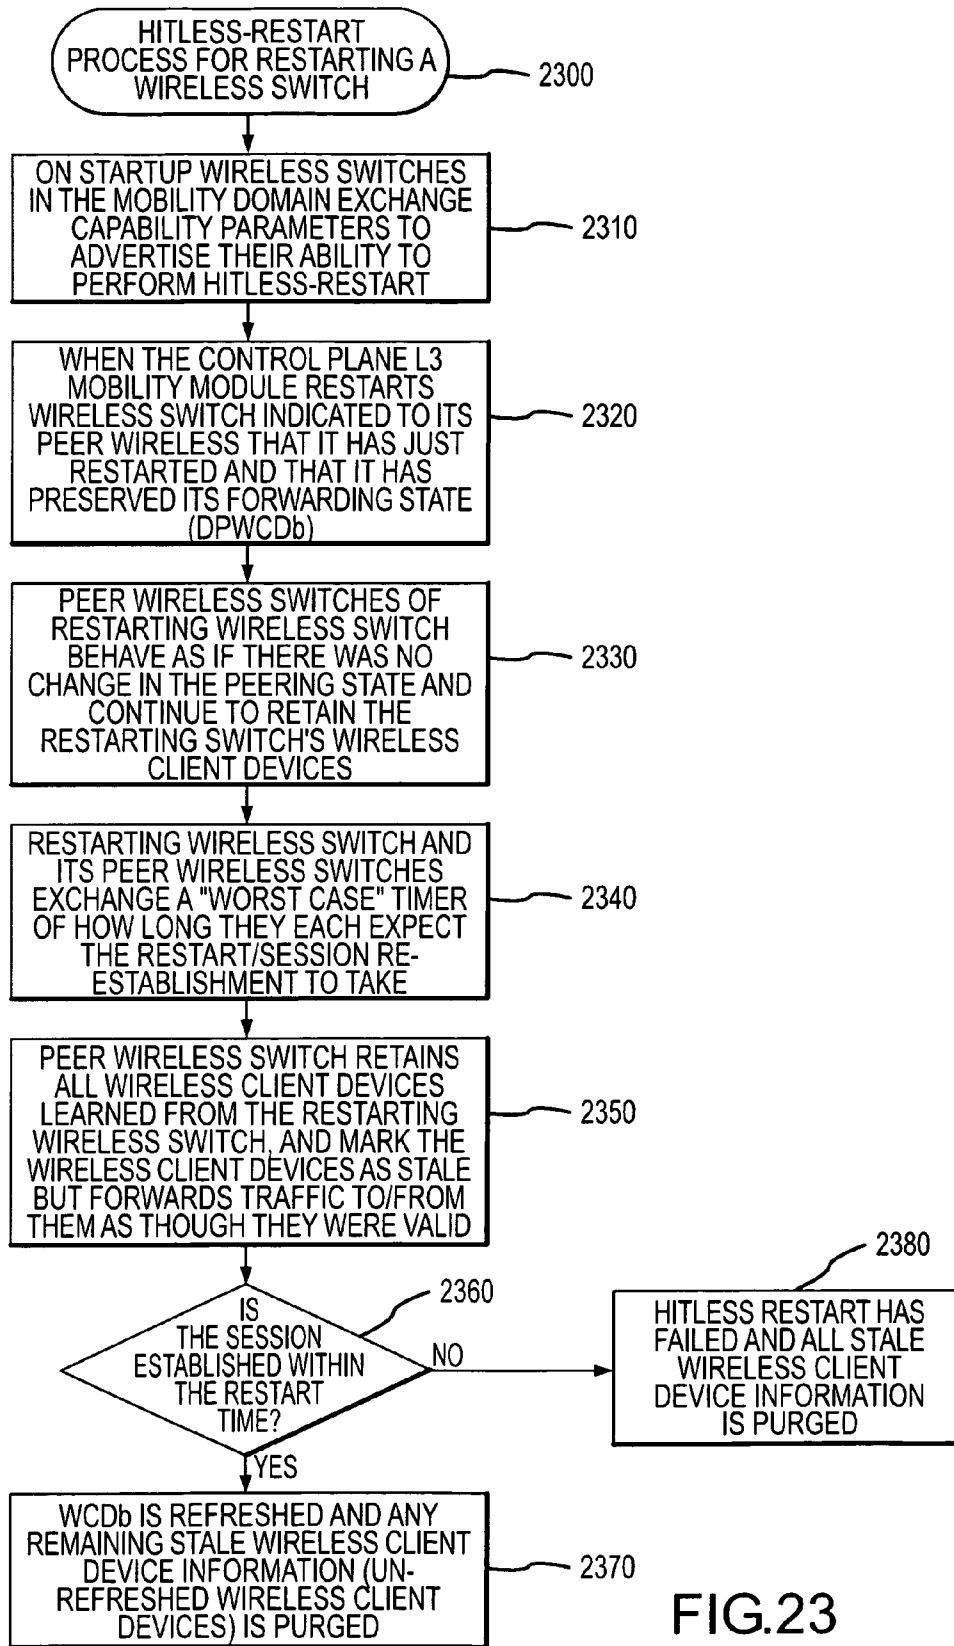 HITLESS-RESTART
PROCESS FOR RESTARTING A
WIRELESS SWITCH
2300
ON STARTUP WIRELESS SWITCHES
IN THE MOBILITY DOMAIN EXCHANGE
CAPABILITY PARAMETERS TO
ADVERTISE THEIR ABILITY TO
PERFORM HITLESS-RESTART
2310
WHEN THE CONTROL PLANE L3
MOBILITY MODULE RESTARTS
WIRELESS SWITCH INDICATED TO ITS
PEER WIRELESS THAT IT HAS JUST
RESTARTED AND THAT IT HAS
PRESERVED ITS FORWARDING STATE
(DPWCDb)
2320
PEER WIRELESS SWITCHES OF
RESTARTING WIRELESS SWITCH
BEHAVE AS IF THERE WAS NO
CHANGE IN THE PEERING STATE AND
CONTINUE TO RETAIN THE
RESTARTING SWITCH'S WIRELESS
CLIENT DEVICES
2330
RESTARTING WIRELESS SWITCH AND
ITS PEER WIRELESS SWITCHES
EXCHANGE A "WORST CASE" TIMER
OF HOW LONG THEY EACH EXPECT
THE RESTART/SESSION RE-
ESTABLISHMENT TO TAKE
2340
PEER WIRELESS SWITCH RETAINS
ALL WIRELESS CLIENT DEVICES
LEARNED FROM THE RESTARTING
WIRELESS SWITCH, AND MARK THE
WIRELESS CLIENT DEVICES AS STALE
BUT FORWARDS TRAFFIC TO/FROM
THEM AS THOUGH THEY WERE VALID
2350
IS
THE SESSION
ESTABLISHED WITHIN
THE RESTART
TIME?
2360
NO
YES
2380
HITLESS RESTART HAS
FAILED AND ALL STALE
WIRELESS CLIENT
DEVICE INFORMATION
IS PURGED
WCDb IS REFRESHED AND ANY
REMAINING STALE WIRELESS CLIENT
DEVICE INFORMATION (UN-
REFRESHED WIRELESS CLIENT
DEVICES) IS PURGED
2370
FIG.23